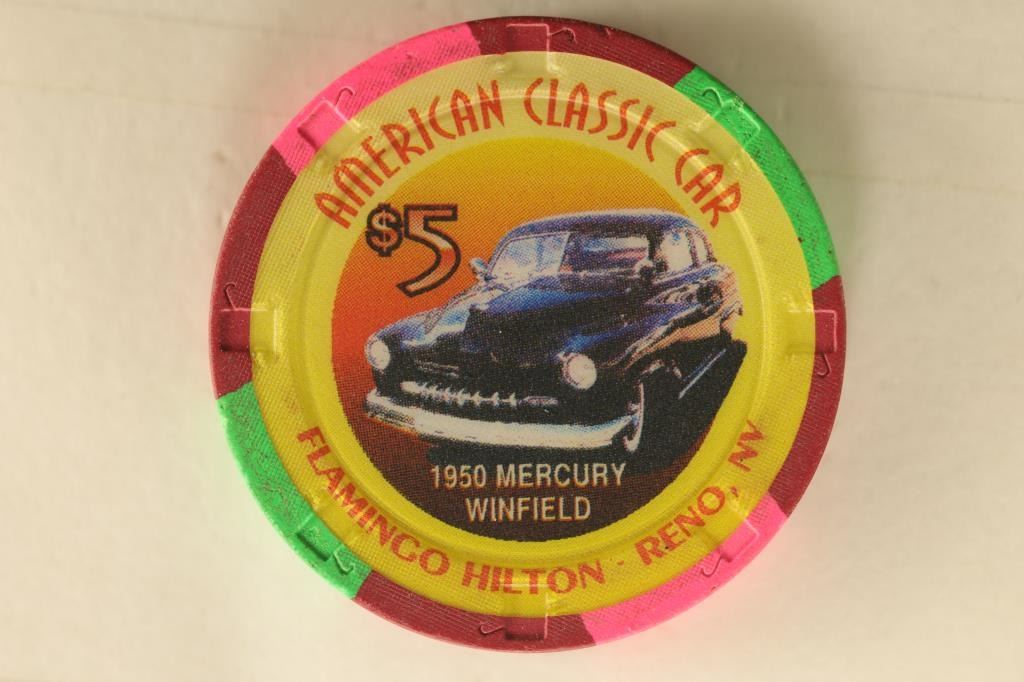 AMERICAN CLASSIC CAR
$5
1950 MERCURY
WINFIELD
FLAMINGO HILTON · RENO, NV